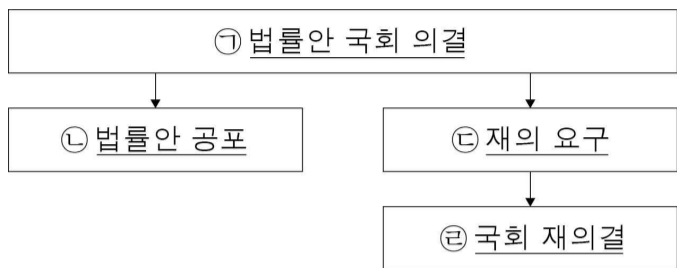 ㉠ 법률안 국회 의결
㉡ 법률안 공포
㉢ 재의 요구
㉣ 국회 재의결